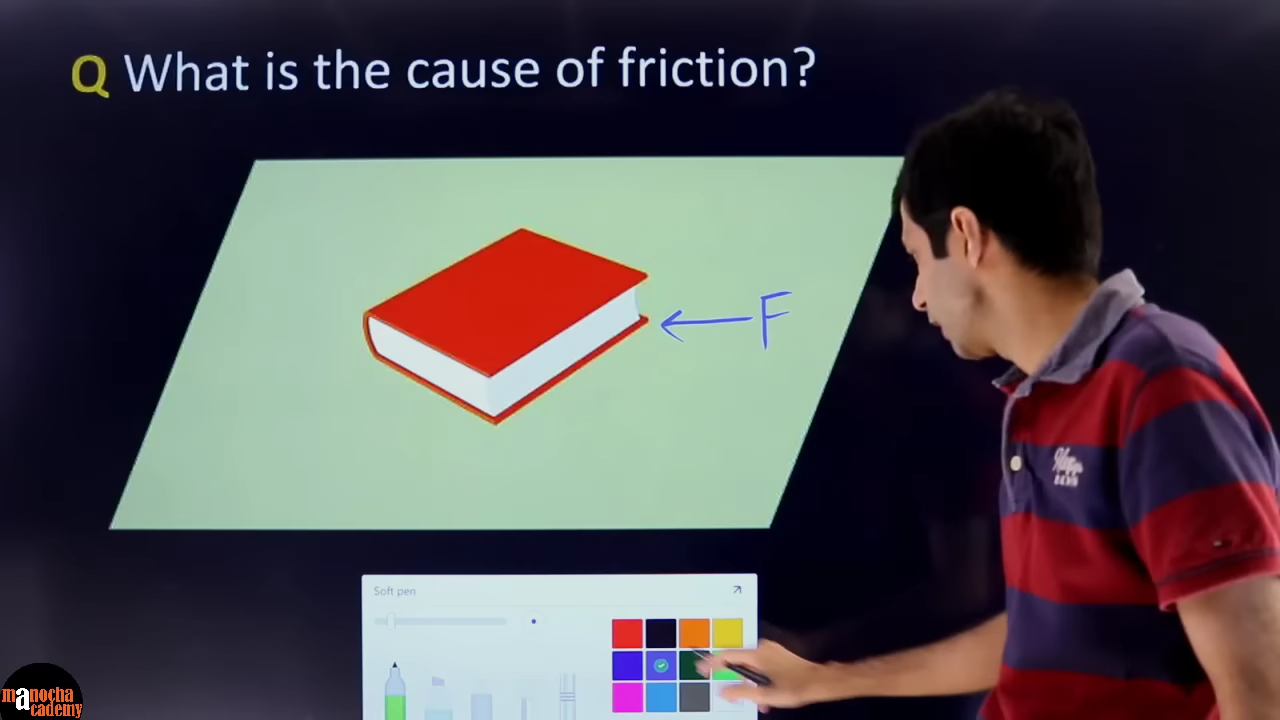 Q What is the cause of friction?
F
Soft pen
manocha
academy